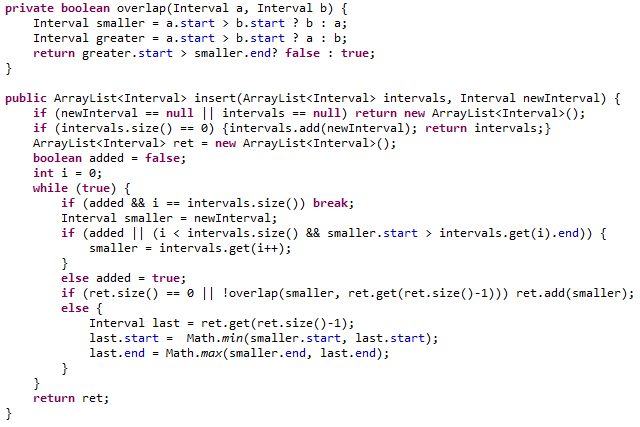 private boolean overlap(Interval a, Interval b) {
    Interval smaller = a.start > b.start ? b : a;
    Interval greater = a.start > b.start ? a : b;
    return greater.start > smaller.end? false : true;
}

public ArrayList<Interval> insert(ArrayList<Interval> intervals, Interval newInterval) {
    if (newInterval == null || intervals == null) return new ArrayList<Interval>();
    if (intervals.size() == 0) {intervals.add(newInterval); return intervals;}
    ArrayList<Interval> ret = new ArrayList<Interval>();
    boolean added = false;
    int i = 0;
    while (true) {
        if (added && i == intervals.size()) break;
        Interval smaller = newInterval;
        if (added || (i < intervals.size() && smaller.start > intervals.get(i).end)) {
            smaller = intervals.get(i++);
        }
        else added = true;
        if (ret.size() == 0 || !overlap(smaller, ret.get(ret.size()-1))) ret.add(smaller);
        else {
            Interval last = ret.get(ret.size()-1);
            last.start =  Math.min(smaller.start, last.start);
            last.end = Math.max(smaller.end, last.end);
        }
    }
    return ret;
}